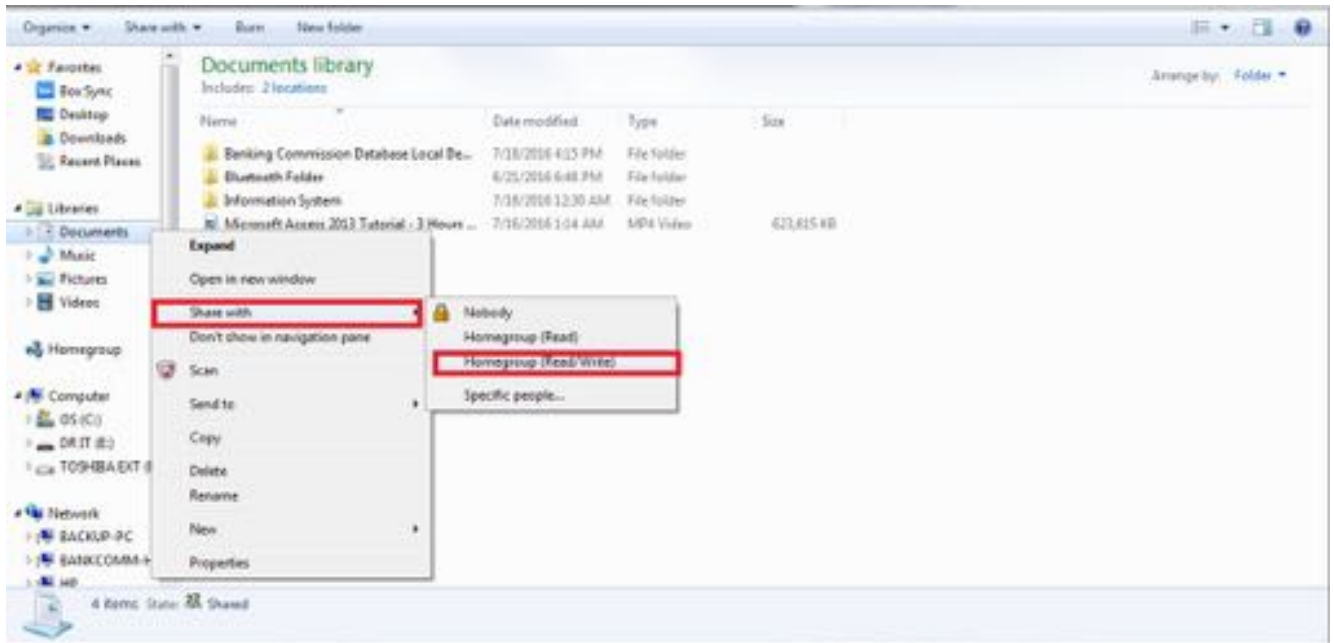 Organize Share with Burn New folder
Favorites
Box Sync
Desktop
Downloads
Recent Places
Libraries
Documents
Music
Pictures
Videos
Homegroup
Computer
OS (C:)
DR IT (E:)
TOSHIBA EXT (
Network
BACKUP-PC
BANKCOMM-
HP
Documents library
Includes: 2 locations
Arrange by: Folder
Name Date modified Type Size
Banking Commission Database Local Be... 7/18/2016 4:15 PM File folder
Bluetooth Folder 6/25/2016 6:48 PM File folder
Information System 7/18/2016 12:30 AM File folder
Microsoft Access 2013 Tutorial - 3 Hours ... 7/16/2016 1:14 AM MP4 Video 623,615 KB
Expand
Open in new window
Share with
Don't show in navigation pane
Scan
Send to
Copy
Delete
Rename
New
Properties
Nobody
Homegroup (Read)
Homegroup (Read/Write)
Specific people...
4 items State: Shared